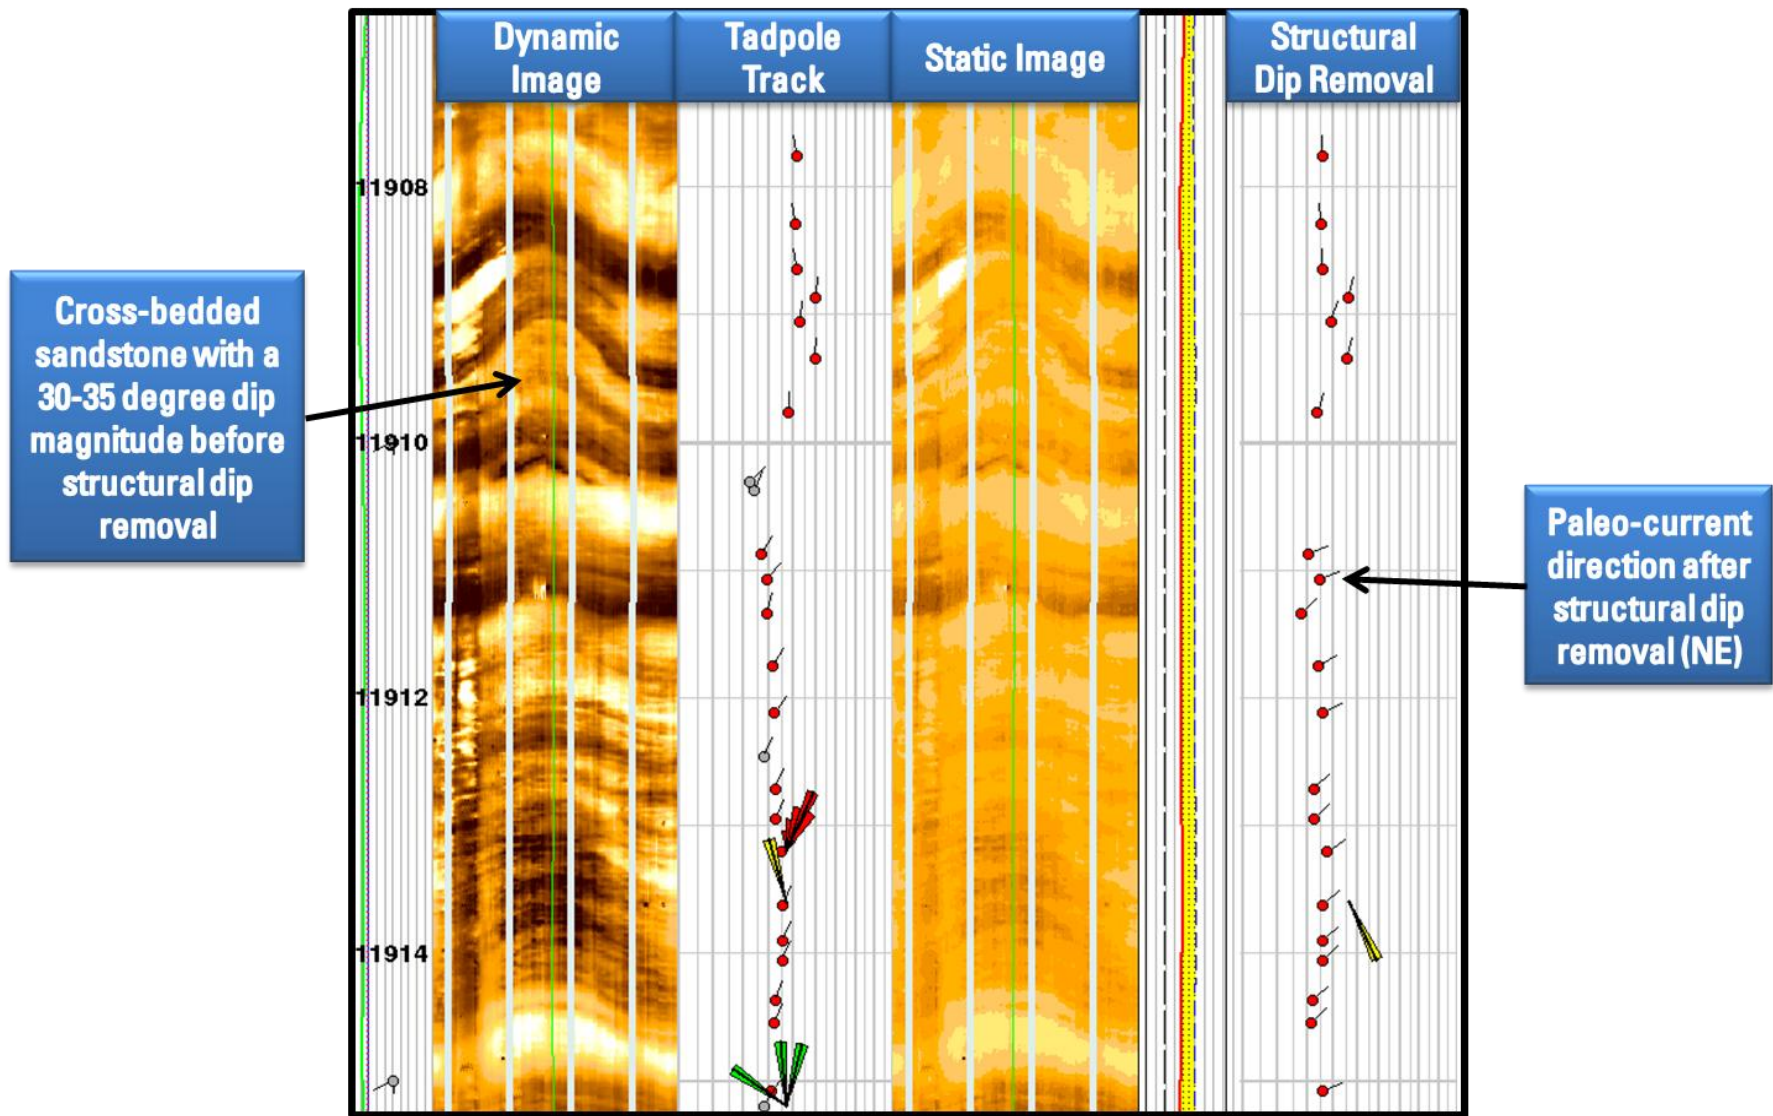 Dynamic
Image
Tadpole
Track
Static Image
Structural
Dip Removal
11908
Cross-bedded
sandstone with a
30-35 degree dip
magnitude before
structural dip
removal
11910
Paleo-current
direction after
structural dip
removal (NE)
11912
11914